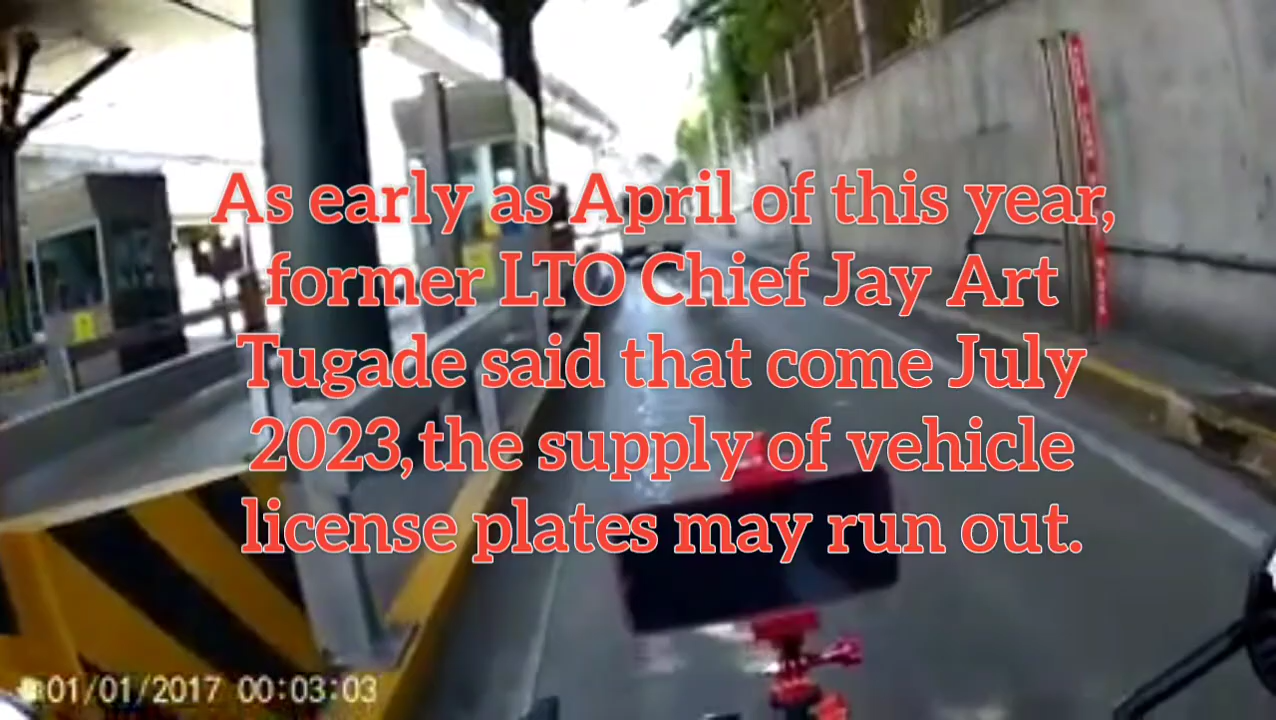 As early as April of this year,
former LTO Chief Jay Art
Tugade said that come July
2023, the supply of vehicle
license plates may run out.
01/01/2017 00:03:03